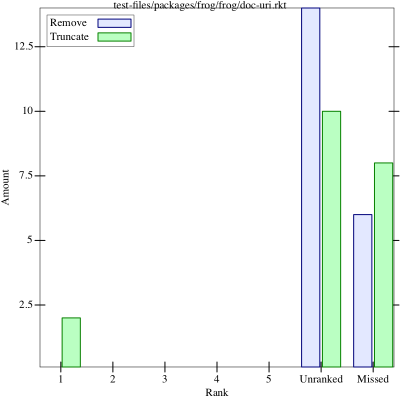 test-files/packages/frog/frog/doc-uri.rkt
Remove
Truncate
12.5
10
7.5
5
2.5
Amount
1 2 3 4 5 Unranked Missed
Rank